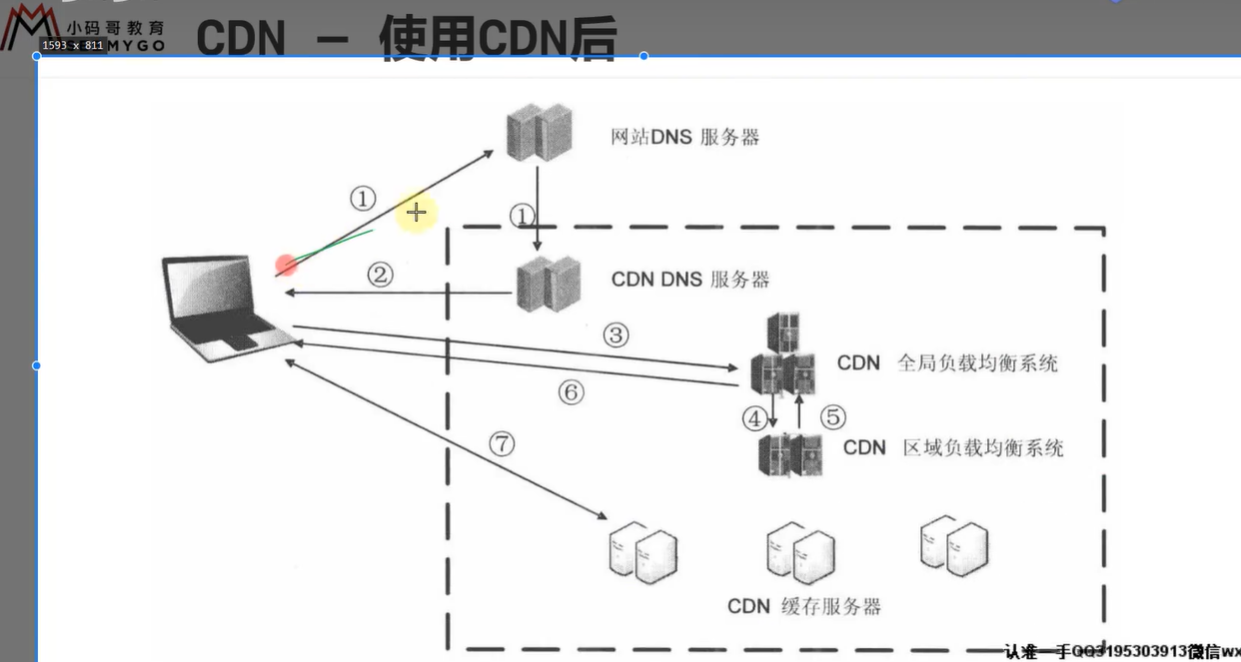 小码哥教育
1593 x 811
MYGO
CDN － 使用CDN后
网站DNS 服务器
①
①
CDN DNS 服务器
②
③
CDN 全局负载均衡系统
⑥
④
⑤
CDN 区域负载均衡系统
⑦
CDN 缓存服务器
认准一手QQ3195303913微信wx